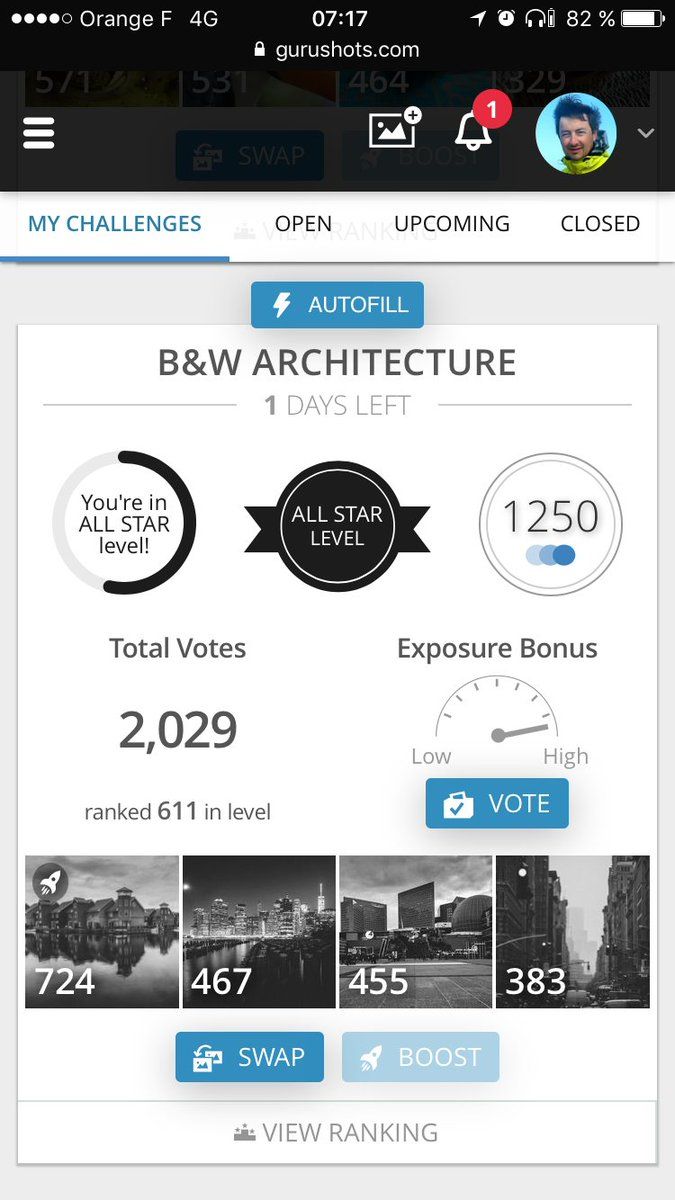 Orange F 4G 07:17 82 %
gurushots.com
571 531 464 329
1
SWAP BOOST
MY CHALLENGES OPEN UPCOMING CLOSED
VIEW RANKING
AUTOFILL
B&W ARCHITECTURE
1 DAYS LEFT
You're in
ALL STAR
level!
ALL STAR
LEVEL
1250
Total Votes
2,029
ranked 611 in level
Exposure Bonus
Low High
VOTE
724 467 455 383
SWAP BOOST
VIEW RANKING